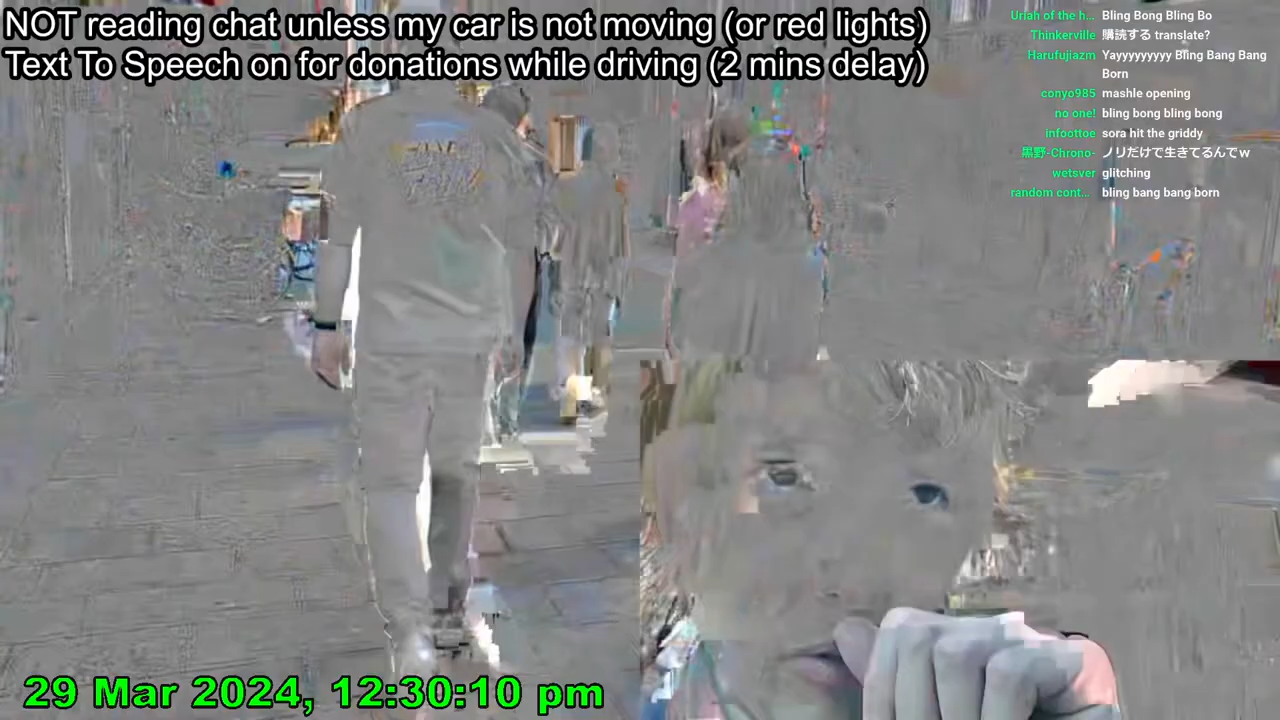 NOT reading chat unless my car is not moving (or red lights)
Text To Speech on for donations while driving (2 mins delay)
Uriah of the h... Bling Bong Bling Bo
Thinkerville 購読する translate?
Harufujiazm Yayyyyyyyyy Bling Bang Bang
Born
conyo985 mashle opening
no one! bling bong bling bong
infoottoe sora hit the griddy
黒野-Chrono- ノリだけで生きてるんでw
wetsver glitching
random cont... bling bang bang born
29 Mar 2024, 12:30:10 pm